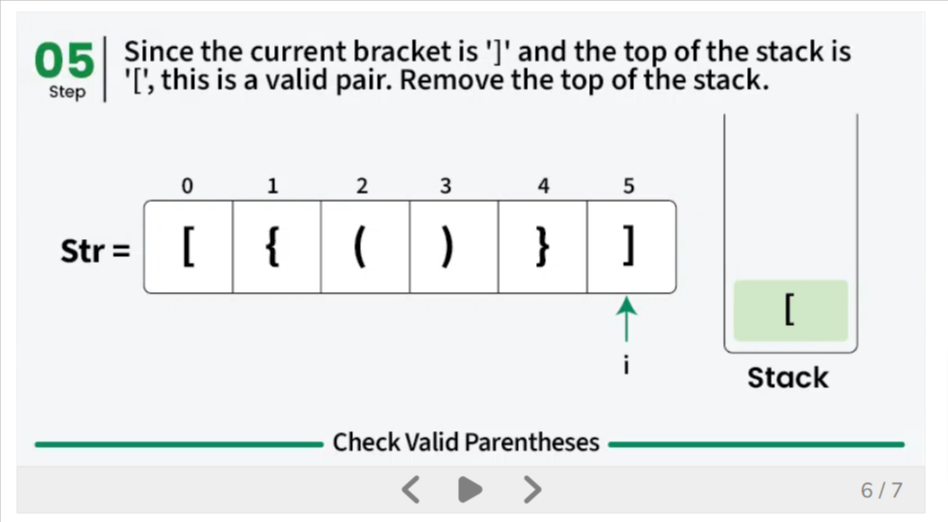 05
Step
Since the current bracket is ']' and the top of the stack is
'[', this is a valid pair. Remove the top of the stack.
0 1 2 3 4 5
Str = [ { ( ) } ]
[
i
Stack
Check Valid Parentheses
6 / 7